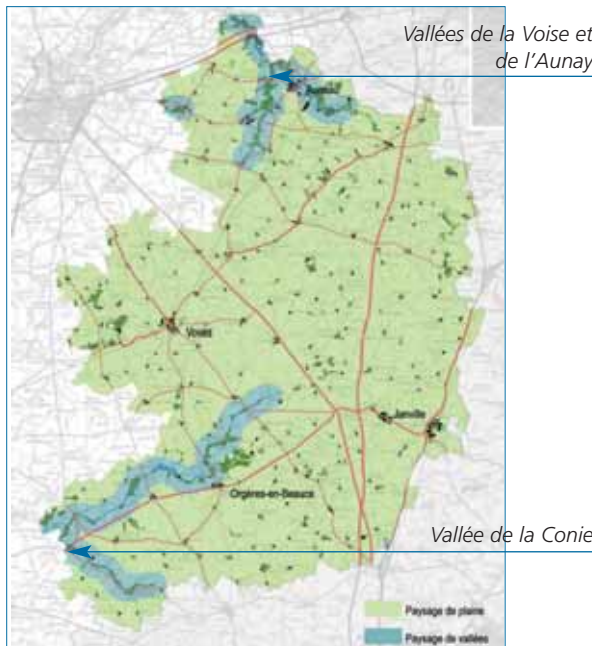 Vallées de la Voise et
de l'Aunay
Auneau
Voves
Janville
Orgères-en-Beauce
Vallée de la Conie
Paysage de plaine
Paysage de vallées